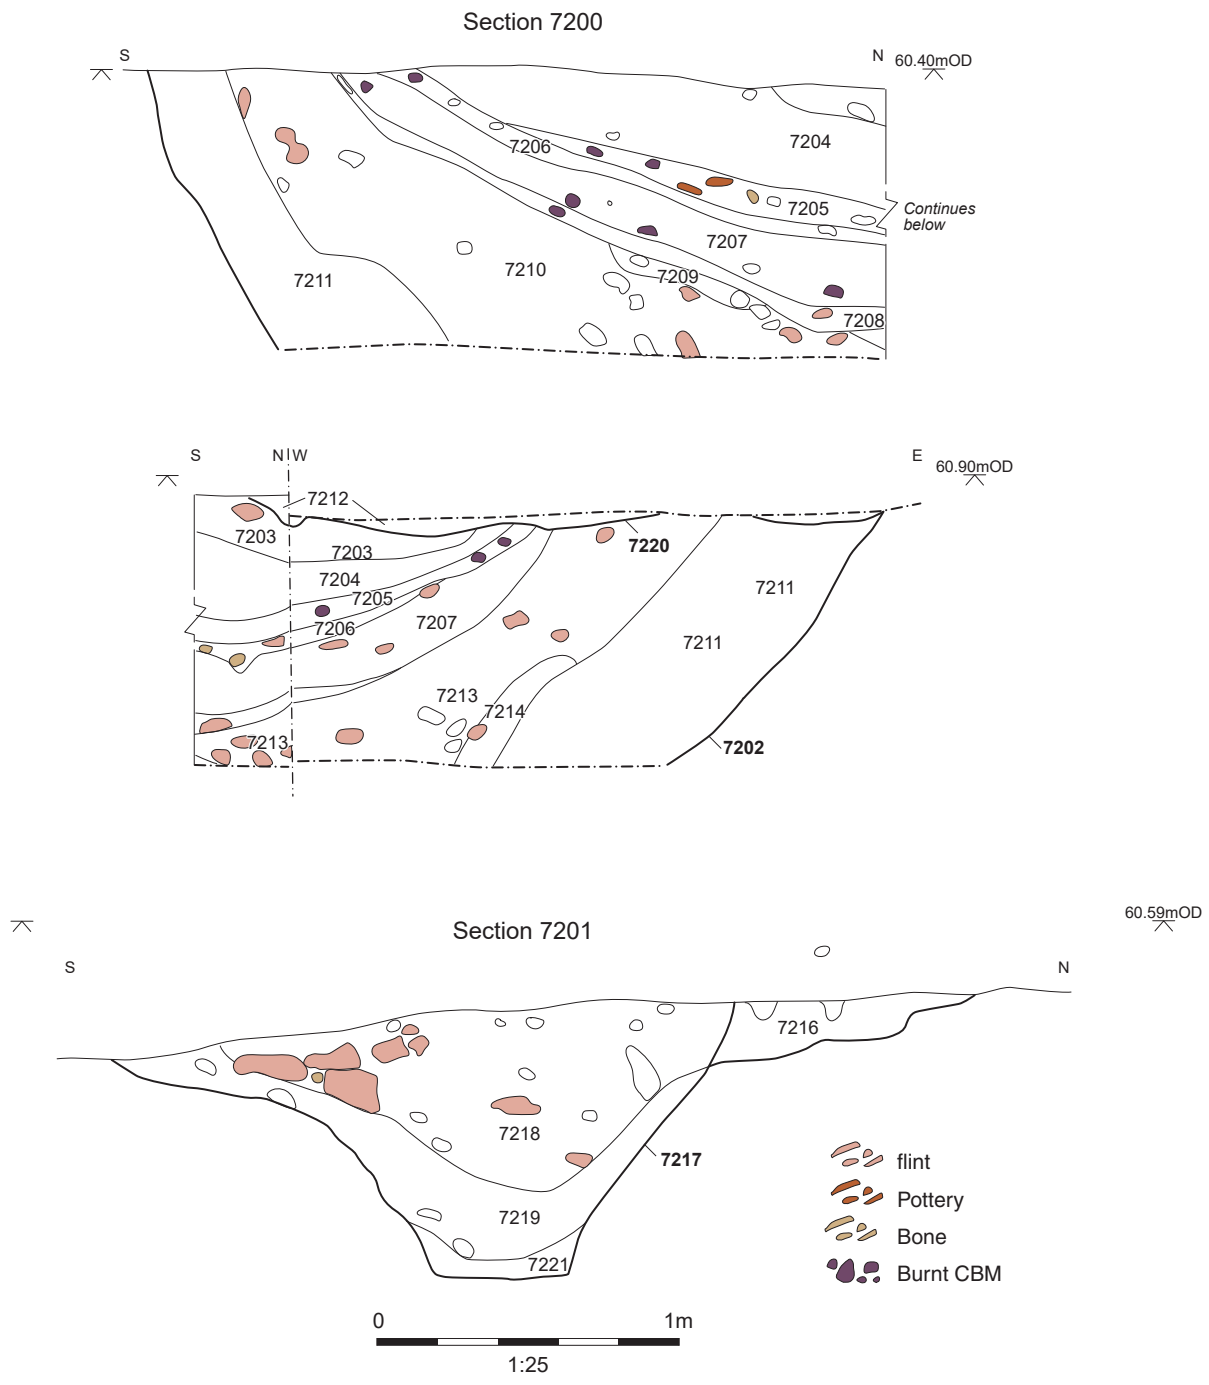 Section 7200
S
N 60.40mOD
7204
7206
7205
Continues
below
7207
7210
7209
7211
7208
S N W E
60.90mOD
7212
7203
7203
7220
7204
7211
7205
7207
7206
7211
7213
7214
7213
7202
60.59mOD
Section 7201
S N
7216
7218
7217
flint
Pottery
7219
Bone
7221
Burnt CBM
0 1m
1:25